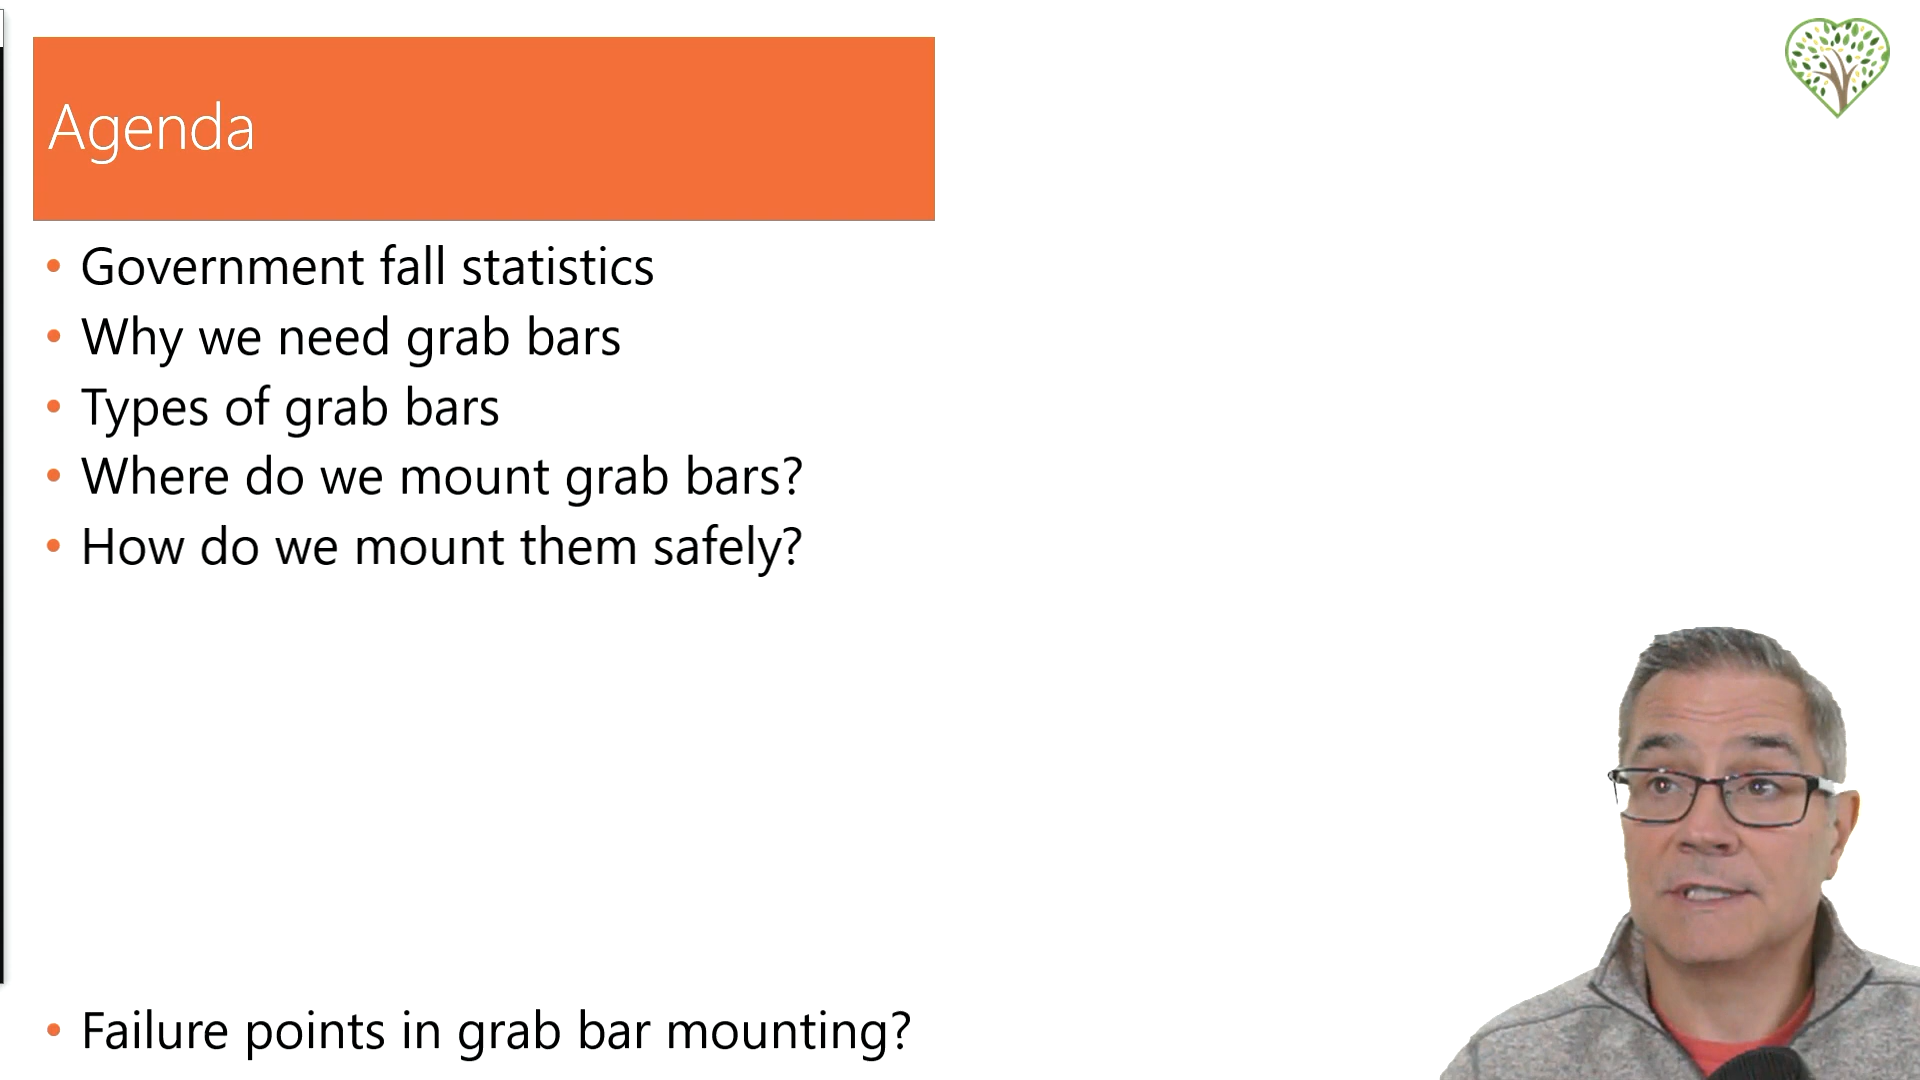 Agenda
• Government fall statistics
• Why we need grab bars
• Types of grab bars
• Where do we mount grab bars?
• How do we mount them safely?
• Failure points in grab bar mounting?